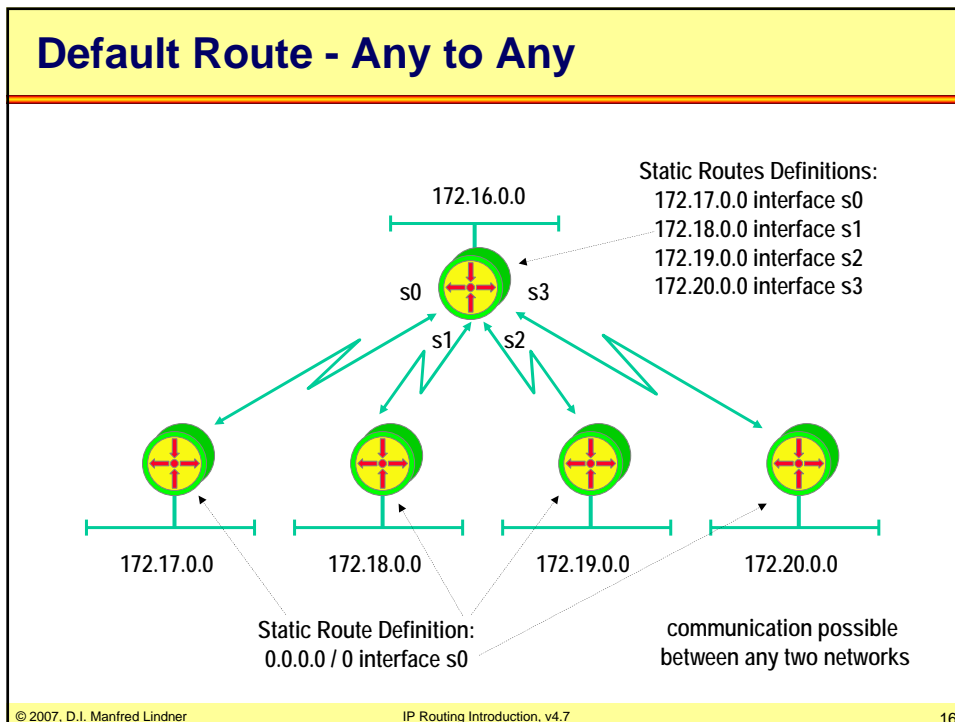 Default Route - Any to Any
Static Routes Definitions:
172.17.0.0 interface s0
172.18.0.0 interface s1
172.19.0.0 interface s2
172.20.0.0 interface s3
172.16.0.0
s0
s3
s1
s2
172.17.0.0
172.18.0.0
172.19.0.0
172.20.0.0
Static Route Definition:
0.0.0.0 / 0 interface s0
communication possible
between any two networks
© 2007, D.I. Manfred Lindner
IP Routing Introduction, v4.7
16